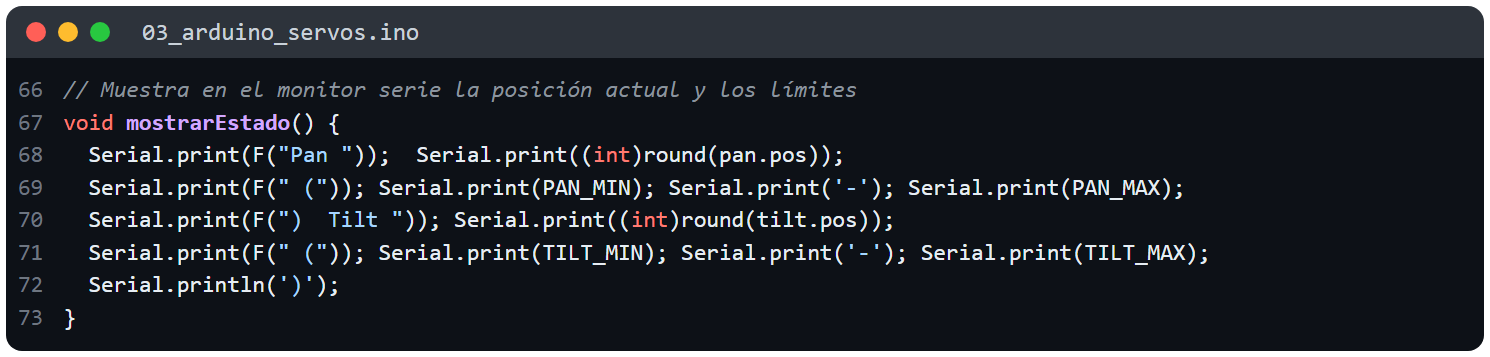 03_arduino_servos.ino
66 // Muestra en el monitor serie la posición actual y los límites
67 void mostrarEstado() {
68   Serial.print(F("Pan "));  Serial.print((int)round(pan.pos));
69   Serial.print(F(" (")); Serial.print(PAN_MIN); Serial.print('-'); Serial.print(PAN_MAX);
70   Serial.print(F(")  Tilt ")); Serial.print((int)round(tilt.pos));
71   Serial.print(F(" (")); Serial.print(TILT_MIN); Serial.print('-'); Serial.print(TILT_MAX);
72   Serial.println(')');
73 }